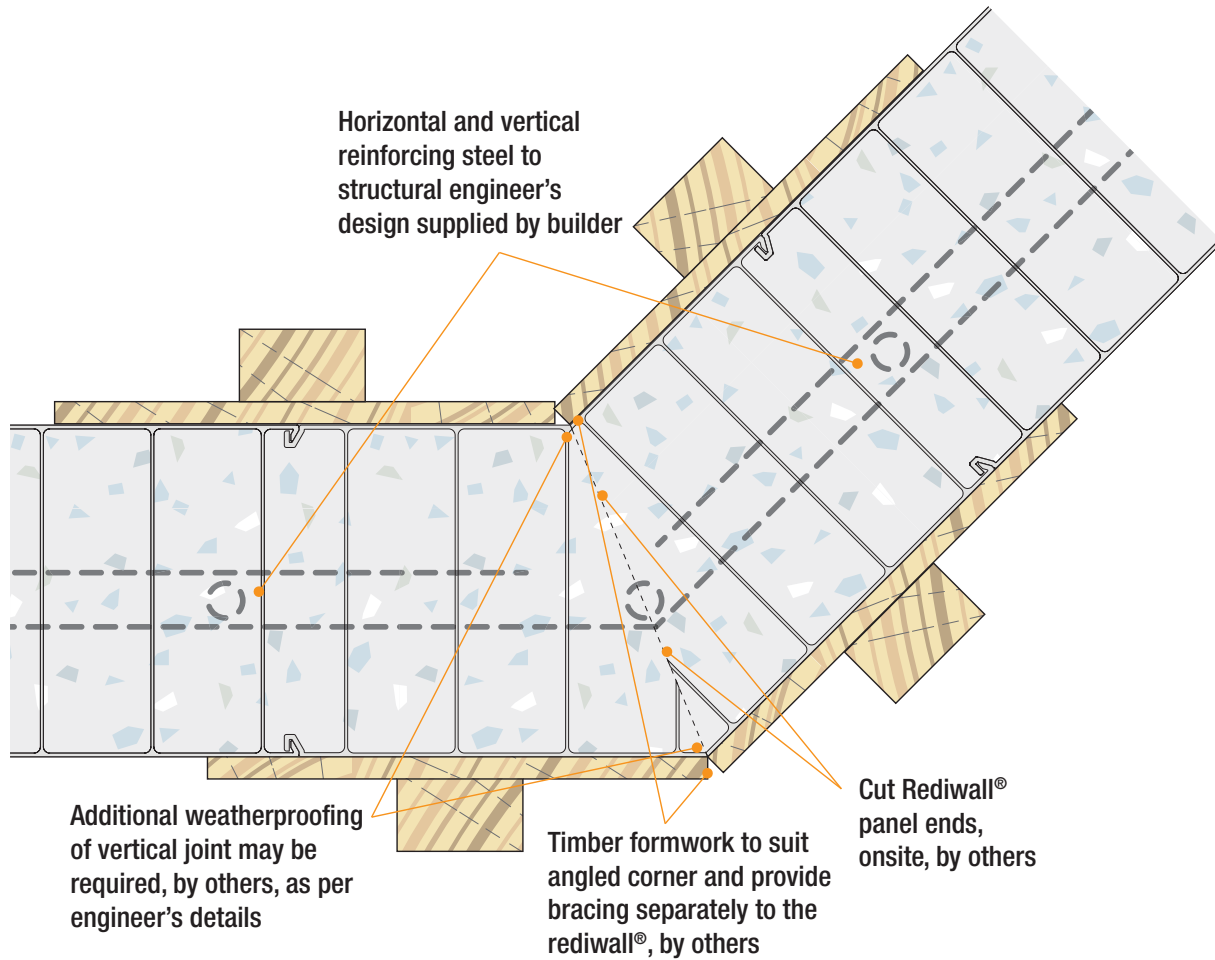 Horizontal and vertical
reinforcing steel to
structural engineer’s
design supplied by builder
Additional weatherproofing
of vertical joint may be
required, by others, as per
engineer’s details
Timber formwork to suit
angled corner and provide
bracing separately to the
rediwall®, by others
Cut Rediwall®
panel ends,
onsite, by others